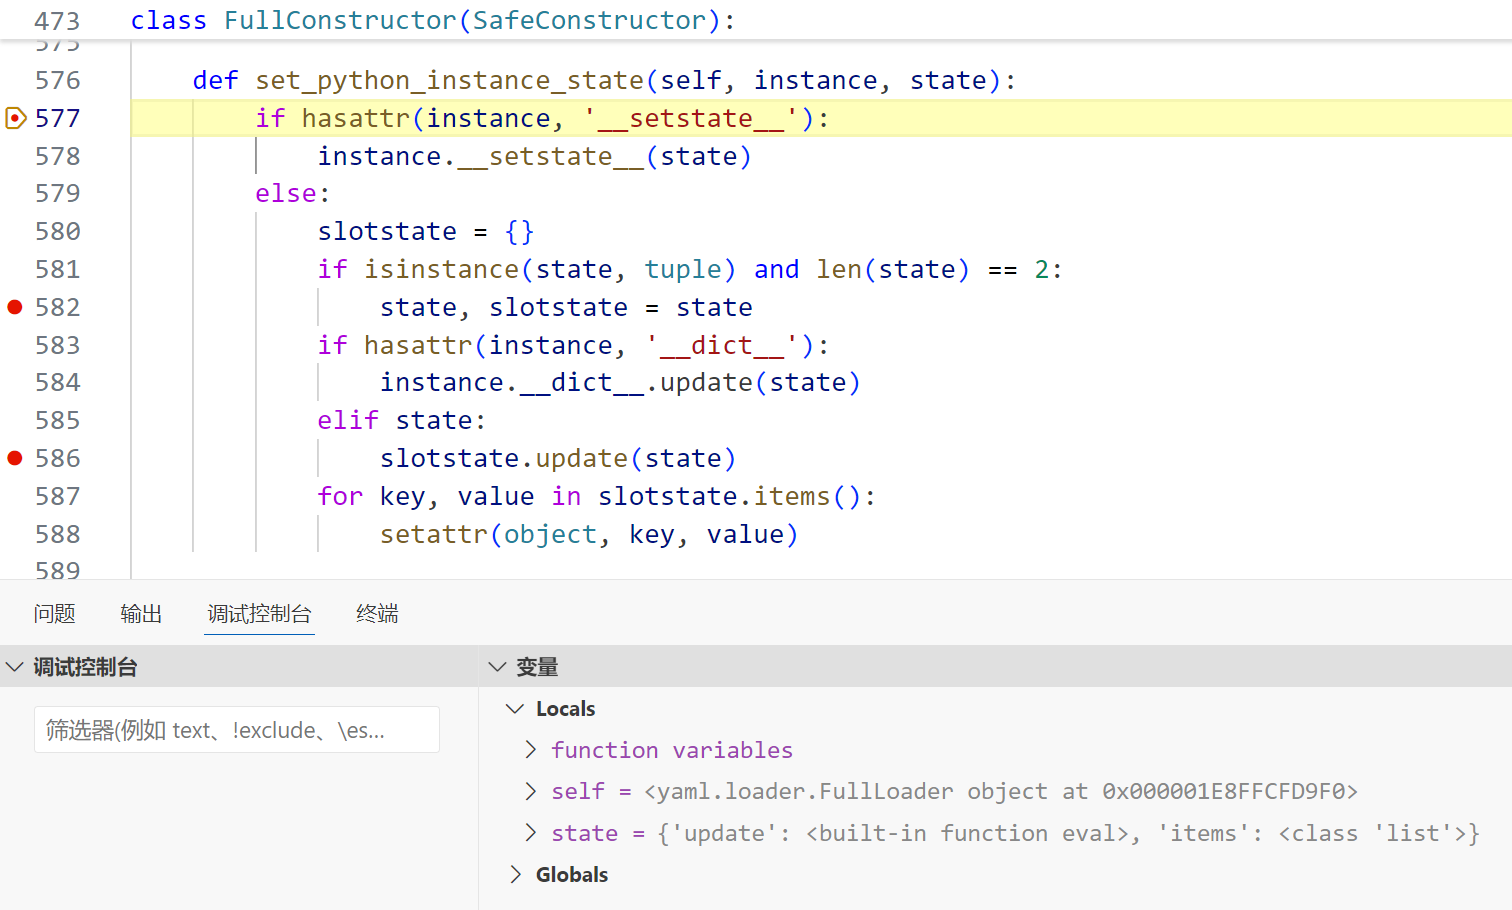 473 class FullConstructor(SafeConstructor):
575
576 def set_python_instance_state(self, instance, state):
577 if hasattr(instance, '__setstate__'):
578 instance.__setstate__(state)
579 else:
580 slotstate = {}
581 if isinstance(state, tuple) and len(state) == 2:
582 state, slotstate = state
583 if hasattr(instance, '__dict__'):
584 instance.__dict__.update(state)
585 elif state:
586 slotstate.update(state)
587 for key, value in slotstate.items():
588 setattr(object, key, value)
589
问题 输出 调试控制台 终端
调试控制台
筛选器(例如 text、!exclude、\es...
变量
Locals
function variables
self = <yaml.loader.FullLoader object at 0x000001E8FFCFD9F0>
state = {'update': <built-in function eval>, 'items': <class 'list'>}
Globals